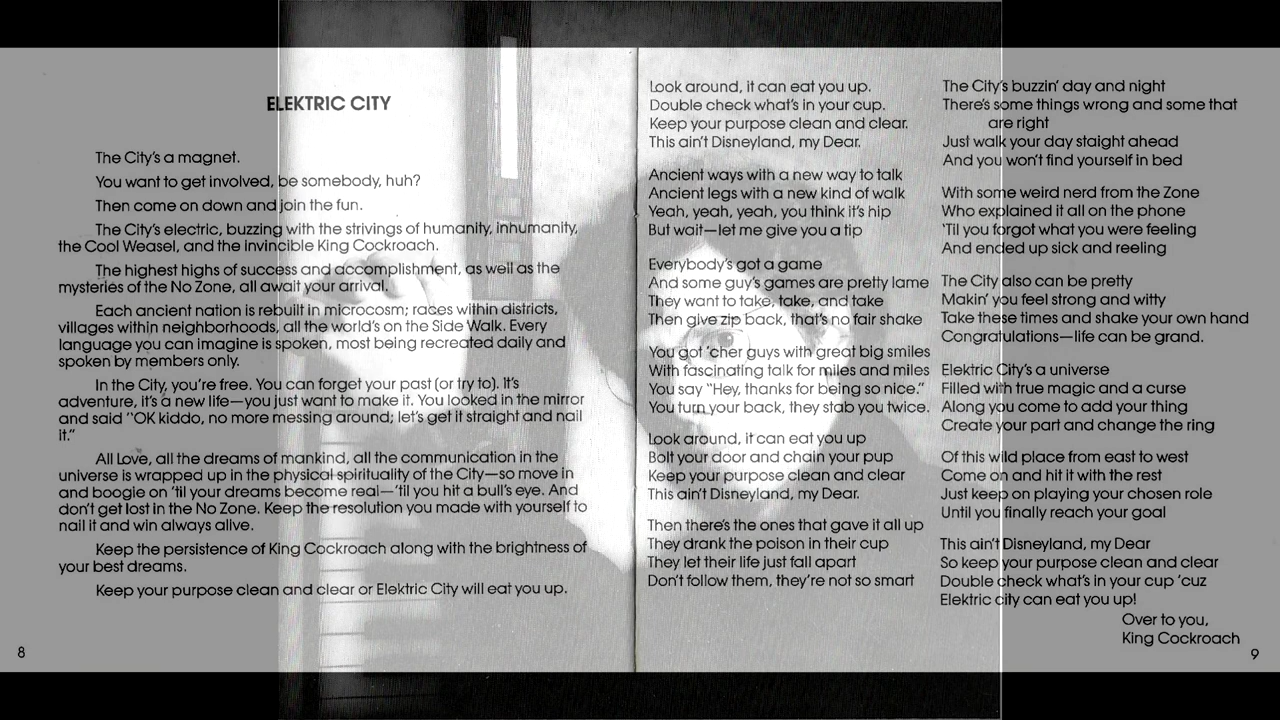 ELEKTRIC CITY
The City's a magnet.
You want to get involved, be somebody, huh?
Then come on down and join the fun.
The City's electric, buzzing with the strivings of humanity, inhumanity,
the Cool Weasel, and the invincible King Cockroach.
The highest highs of success and accomplishment, as well as the
mysteries of the No Zone, all await your arrival.
Each ancient nation is rebuilt in microcosm; races within districts,
villages within neighborhoods, all the world's on the Side Walk. Every
language you can imagine is spoken, most being recreated daily and
spoken by members only.
In the City, you're free. You can forget your past (or try to). It's
adventure, it's a new life—you just want to make it. You looked in the mirror
and said "OK kiddo, no more messing around; let's get it straight and nail
it."
All Love, all the dreams of mankind, all the communication in the
universe is wrapped up in the physical spirituality of the City—so move in
and boogie on 'til your dreams become real—'til you hit a bull's eye. And
don't get lost in the No Zone. Keep the resolution you made with yourself to
nail it and win always alive.
Keep the persistence of King Cockroach along with the brightness of
your best dreams.
Keep your purpose clean and clear or Elektric City will eat you up.
8
Look around, it can eat you up.
Double check what's in your cup.
Keep your purpose clean and clear.
This ain't Disneyland, my Dear.
Ancient ways with a new way to talk
Ancient legs with a new kind of walk
Yeah, yeah, yeah, you think it's hip
But wait—let me give you a tip
Everybody's got a game
And some guy's games are pretty lame
They want to take, take, and take
Then give zip back, that's no fair shake
You got 'cher guys with great big smiles
With fascinating talk for miles and miles
You say "Hey, thanks for being so nice."
You turn your back, they stab you twice.
Look around, it can eat you up
Bolt your door and chain your pup
Keep your purpose clean and clear
This ain't Disneyland, my Dear.
Then there's the ones that gave it all up
They drank the poison in their cup
They let their life just fall apart
Don't follow them, they're not so smart
The City's buzzin' day and night
There's some things wrong and some that
are right
Just walk your day staight ahead
And you won't find yourself in bed
With some weird nerd from the Zone
Who explained it all on the phone
'Til you forgot what you were feeling
And ended up sick and reeling
The City also can be pretty
Makin' you feel strong and witty
Take these times and shake your own hand
Congratulations—life can be grand.
Elektric City's a universe
Filled with true magic and a curse
Along you come to add your thing
Create your part and change the ring
Of this wild place from east to west
Come on and hit it with the rest
Just keep on playing your chosen role
Until you finally reach your goal
This ain't Disneyland, my Dear
So keep your purpose clean and clear
Double check what's in your cup 'cuz
Elektric city can eat you up!
Over to you,
King Cockroach
9